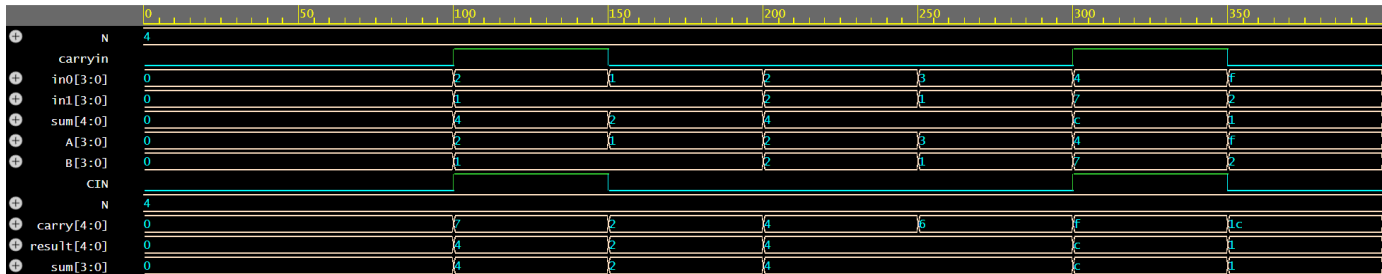 0 50 100 150 200 250 300 350
N 4
carryin
in0[3:0] 0 2 1 2 3 4 f
in1[3:0] 0 1 2 1 7 2
sum[4:0] 0 4 2 4 c 1
A[3:0] 0 2 1 2 3 4 f
B[3:0] 0 1 2 1 7 2
CIN
N 4
carry[4:0] 0 7 2 4 6 f 1c
result[4:0] 0 4 2 4 c 1
sum[3:0] 0 4 2 4 c 1